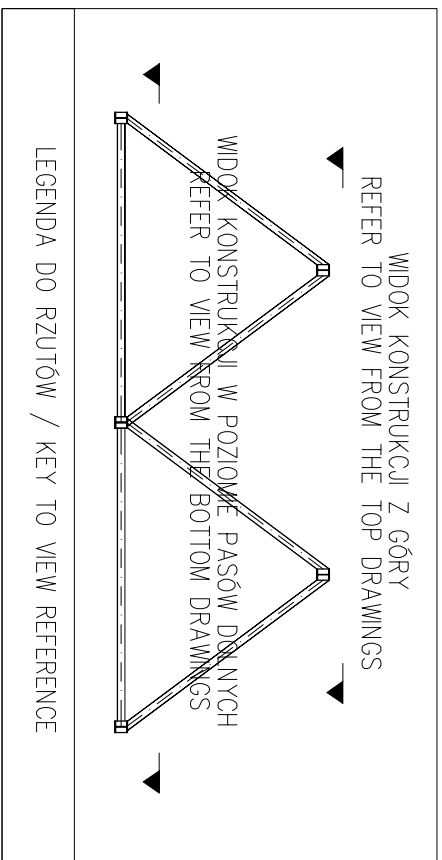 WIDOK KONSTRUKCJI Z GÓRY
REFER TO VIEW FROM THE TOP DRAWINGS
WIDOK KONSTRUKCJI W POZIOMIE PASÓW DOLNYCH
REFER TO VIEW FROM THE BOTTOM DRAWINGS
LEGENDA DO RZUTÓW / KEY TO VIEW REFERENCE